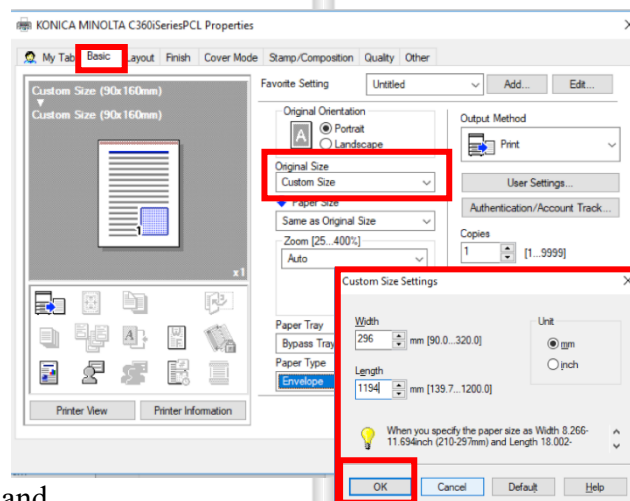 KONICA MINOLTA C360iSeriesPCL Properties
My Tab Basic Layout Finish Cover Mode Stamp/Composition Quality Other
Custom Size (90x160mm)
Custom Size (90x160mm)
1
x1
Printer View Printer Information
Favorite Setting Untitled Add... Edit...
Original Orientation
A Portrait
Landscape
Original Size
Custom Size
Paper Size
Same as Original Size
Zoom [25...400%]
Auto
Paper Tray
Bypass Tray
Paper Type
Envelope
Output Method
Print
User Settings...
Authentication/Account Track...
Copies
1 [1...9999]
Custom Size Settings
Width
296 mm [90.0...320.0]
Length
1194 mm [139.7...1200.0]
Unit
mm
inch
When you specify the paper size as Width 8.266-
11.694inch (210-297mm) and Length 18.002-
OK Cancel Default Help
and